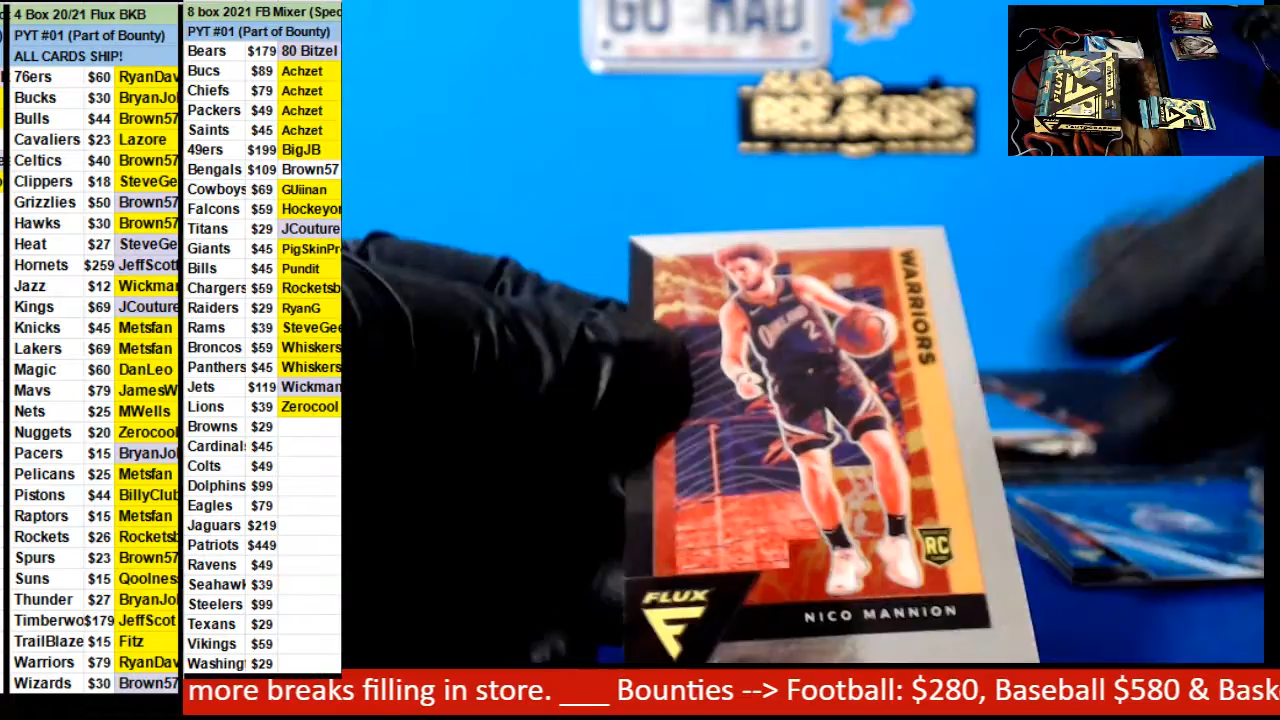 4 Box 20/21 Flux BKB
PYT #01 (Part of Bounty)
ALL CARDS SHIP!
76ers $60 RyanDav
Bucks $30 BryanJo
Bulls $44 Brown57
Cavaliers $23 Lazore
Celtics $40 Brown57
Clippers $18 SteveGe
Grizzlies $50 Brown57
Hawks $30 Brown57
Heat $27 SteveGe
Hornets $259 JeffScott
Jazz $12 Wickma
Kings $69 JCouture
Knicks $45 Metsfan
Lakers $69 Metsfan
Magic $60 DanLeo
Mavs $79 JamesW
Nets $25 MWells
Nuggets $20 Zerocool
Pacers $15 BryanJo
Pelicans $25 Metsfan
Pistons $44 BillyClub
Raptors $15 Metsfan
Rockets $26 Rocketsb
Spurs $23 Brown57
Suns $15 Qoolnes
Thunder $27 BryanJo
Timberwo $179 JeffScot
TrailBlaze $15 Fitz
Warriors $79 RyanDav
Wizards $30 Brown57
8 box 2021 FB Mixer (Spec
PYT #01 (Part of Bounty)
Bears $179 80 Bitzel
Bucs $89 Achzet
Chiefs $79 Achzet
Packers $49 Achzet
Saints $45 Achzet
49ers $199 BigJB
Bengals $109 Brown57
Cowboys $69 GUiinan
Falcons $59 Hockeyor
Titans $29 JCouture
Giants $45 PigSkinPr
Bills $45 Pundit
Chargers $59 Rocketsb
Raiders $29 RyanG
Rams $39 SteveGee
Broncos $59 Whiskers
Panthers $45 Whiskers
Jets $119 Wickman
Lions $39 Zerocool
Browns $29
Cardinal $45
Colts $49
Dolphins $99
Eagles $79
Jaguars $219
Patriots $449
Ravens $49
Seahawk $39
Steelers $99
Texans $29
Vikings $59
Washing $29
GO MAD
BREAKERS
WARRIORS
2
RC
FLUX
NICO MANNION
FLUX
more breaks filling in store. ___ Bounties --> Football: $280, Baseball $580 & Bask